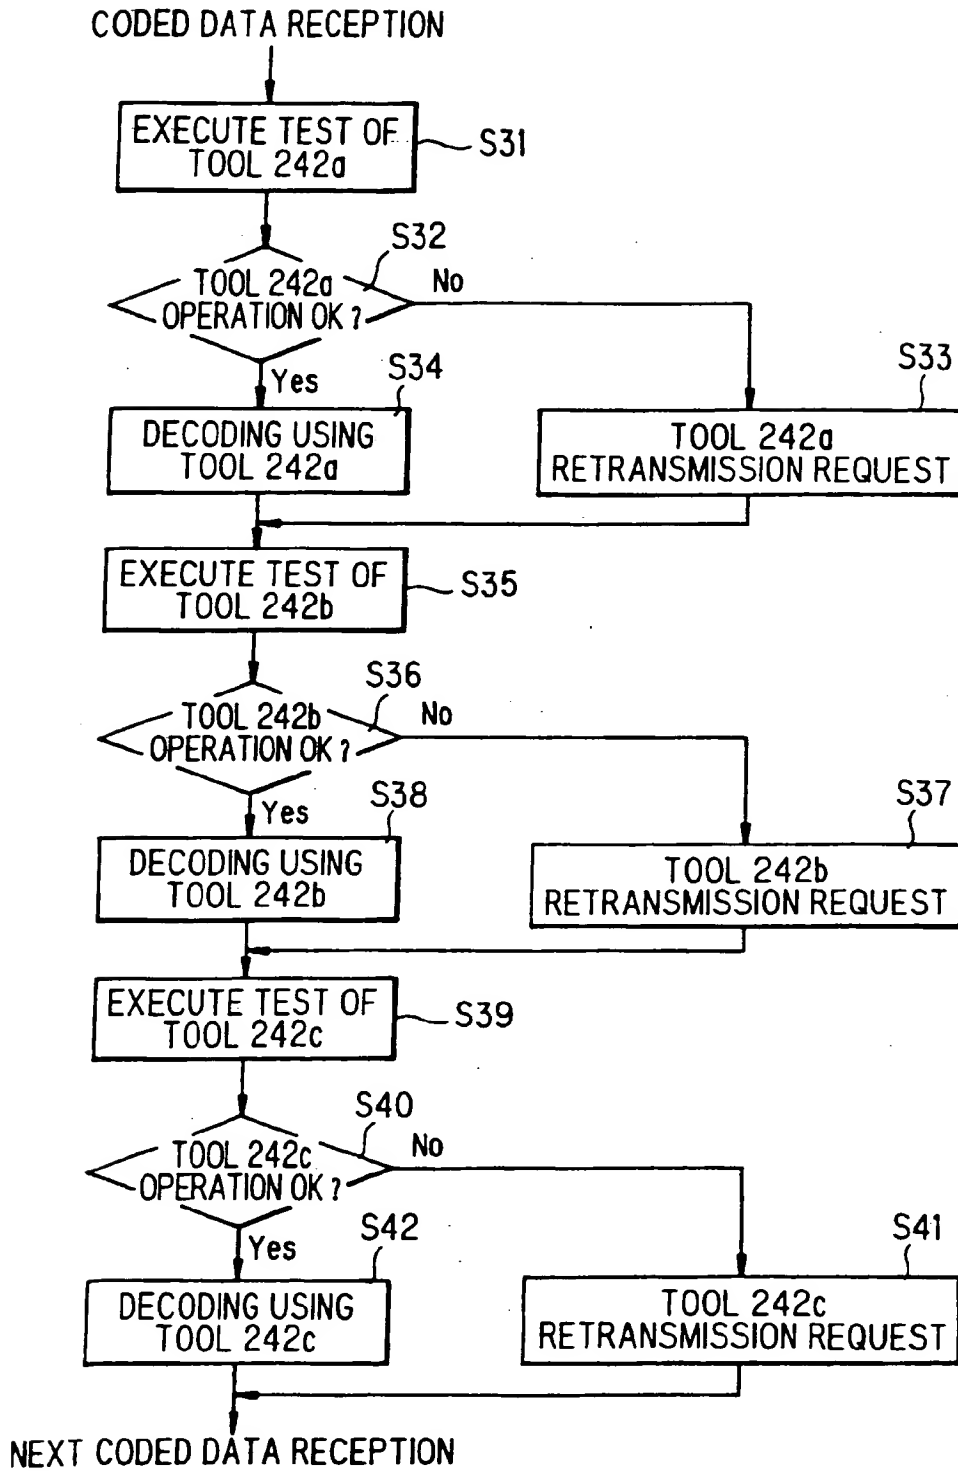 CODED DATA RECEPTION
EXECUTE TEST OF
TOOL 242a
S31
S32
TOOL 242a
OPERATION OK ?
No
Yes
S34
S33
DECODING USING
TOOL 242a
TOOL 242a
RETRANSMISSION REQUEST
EXECUTE TEST OF
TOOL 242b
S35
S36
TOOL 242b
OPERATION OK ?
No
Yes
S38
S37
DECODING USING
TOOL 242b
TOOL 242b
RETRANSMISSION REQUEST
EXECUTE TEST OF
TOOL 242c
S39
S40
TOOL 242c
OPERATION OK ?
No
Yes
S42
S41
DECODING USING
TOOL 242c
TOOL 242c
RETRANSMISSION REQUEST
NEXT CODED DATA RECEPTION